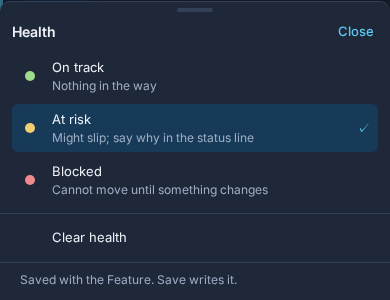 Health
Close
On track
Nothing in the way
At risk
Might slip; say why in the status line
Blocked
Cannot move until something changes
Clear health
Saved with the Feature. Save writes it.